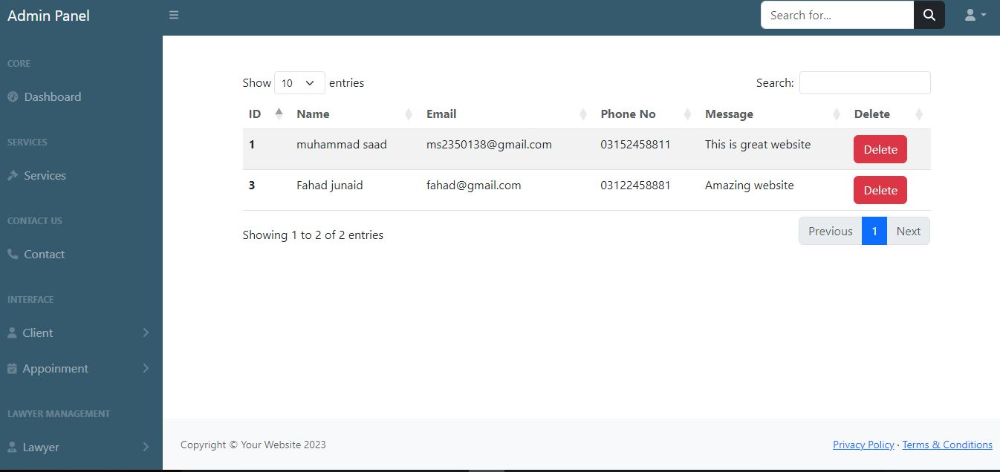 Admin Panel
Search for...
CORE
Dashboard
SERVICES
Services
CONTACT US
Contact
INTERFACE
Client
Appoinment
LAWYER MANAGEMENT
Lawyer
Show 10 entries
Search:
ID Name Email Phone No Message Delete
1 muhammad saad ms2350138@gmail.com 03152458811 This is great website Delete
3 Fahad junaid fahad@gmail.com 03122458881 Amazing website Delete
Showing 1 to 2 of 2 entries
Previous 1 Next
Copyright © Your Website 2023
Privacy Policy · Terms & Conditions